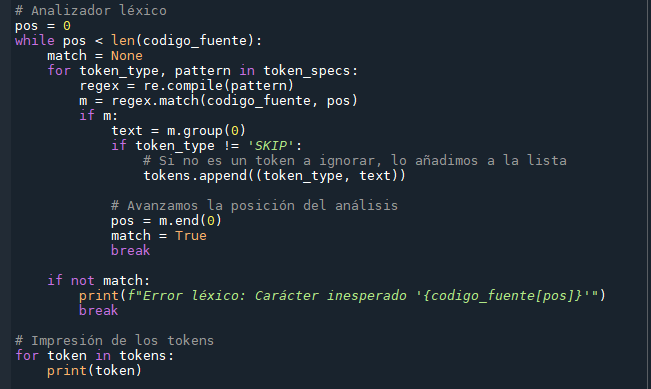 # Analizador léxico
pos = 0
while pos < len(codigo_fuente):
    match = None
    for token_type, pattern in token_specs:
        regex = re.compile(pattern)
        m = regex.match(codigo_fuente, pos)
        if m:
            text = m.group(0)
            if token_type != 'SKIP':
                # Si no es un token a ignorar, lo añadimos a la lista
                tokens.append((token_type, text))

            # Avanzamos la posición del análisis
            pos = m.end(0)
            match = True
            break

    if not match:
        print(f"Error léxico: Carácter inesperado '{codigo_fuente[pos]}'")
        break

# Impresión de los tokens
for token in tokens:
    print(token)